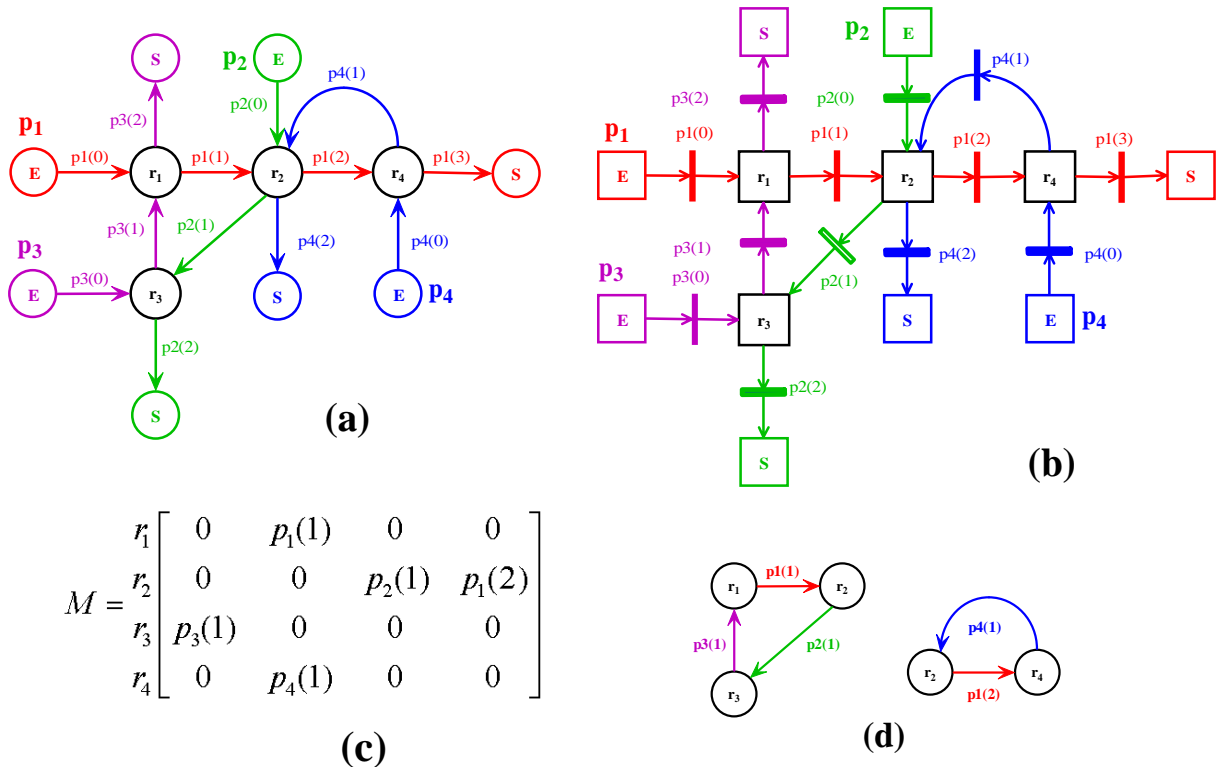 S
p2
E
p4(1)
p2(0)
p3(2)
p1
p1(0)
p1(1)
p1(2)
p1(3)
E
r1
r2
r4
S
p3(1)
p2(1)
p4(2)
p4(0)
p3
p3(0)
E
r3
S
E
p4
p2(2)
S
(a)
S
p2
E
p4(1)
p3(2)
p2(0)
p1
p1(0)
p1(1)
p1(2)
p1(3)
E
r1
r2
r4
S
p3(1)
p2(1)
p4(2)
p4(0)
p3
p3(0)
E
r3
S
E
p4
p2(2)
S
(b)
M =
r1 0 p1(1) 0 0
r2 0 0 p2(1) p1(2)
r3 p3(1) 0 0 0
r4 0 p4(1) 0 0
(c)
p1(1)
r1
r2
p3(1)
p2(1)
r3
p4(1)
r2
r4
p1(2)
(d)